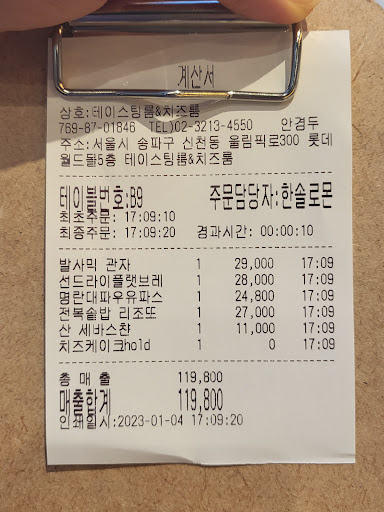 계산서
상호:테이스팅룸&치즈룸
769-87-01846 TEL)02-3213-4550 안경두
주소:서울시 송파구 신천동 올림픽로300 롯데
월드몰5층 테이스팅룸&치즈룸
테이블번호:B9 주문담당자:한솔로몬
최초주문: 17:09:10
최종주문: 17:09:20 경과시간: 00:00:10
발사믹 관자 1 29,000 17:09
선드라이플랫브레 1 28,000 17:09
명란대파우유파스 1 24,800 17:09
전복솥밥 리조또 1 27,000 17:09
산 세바스챤 1 11,000 17:09
치즈케이크hold 1 0 17:09
총 매 출 119,800
매출합계 119,800
인쇄일시:2023-01-04 17:09:20